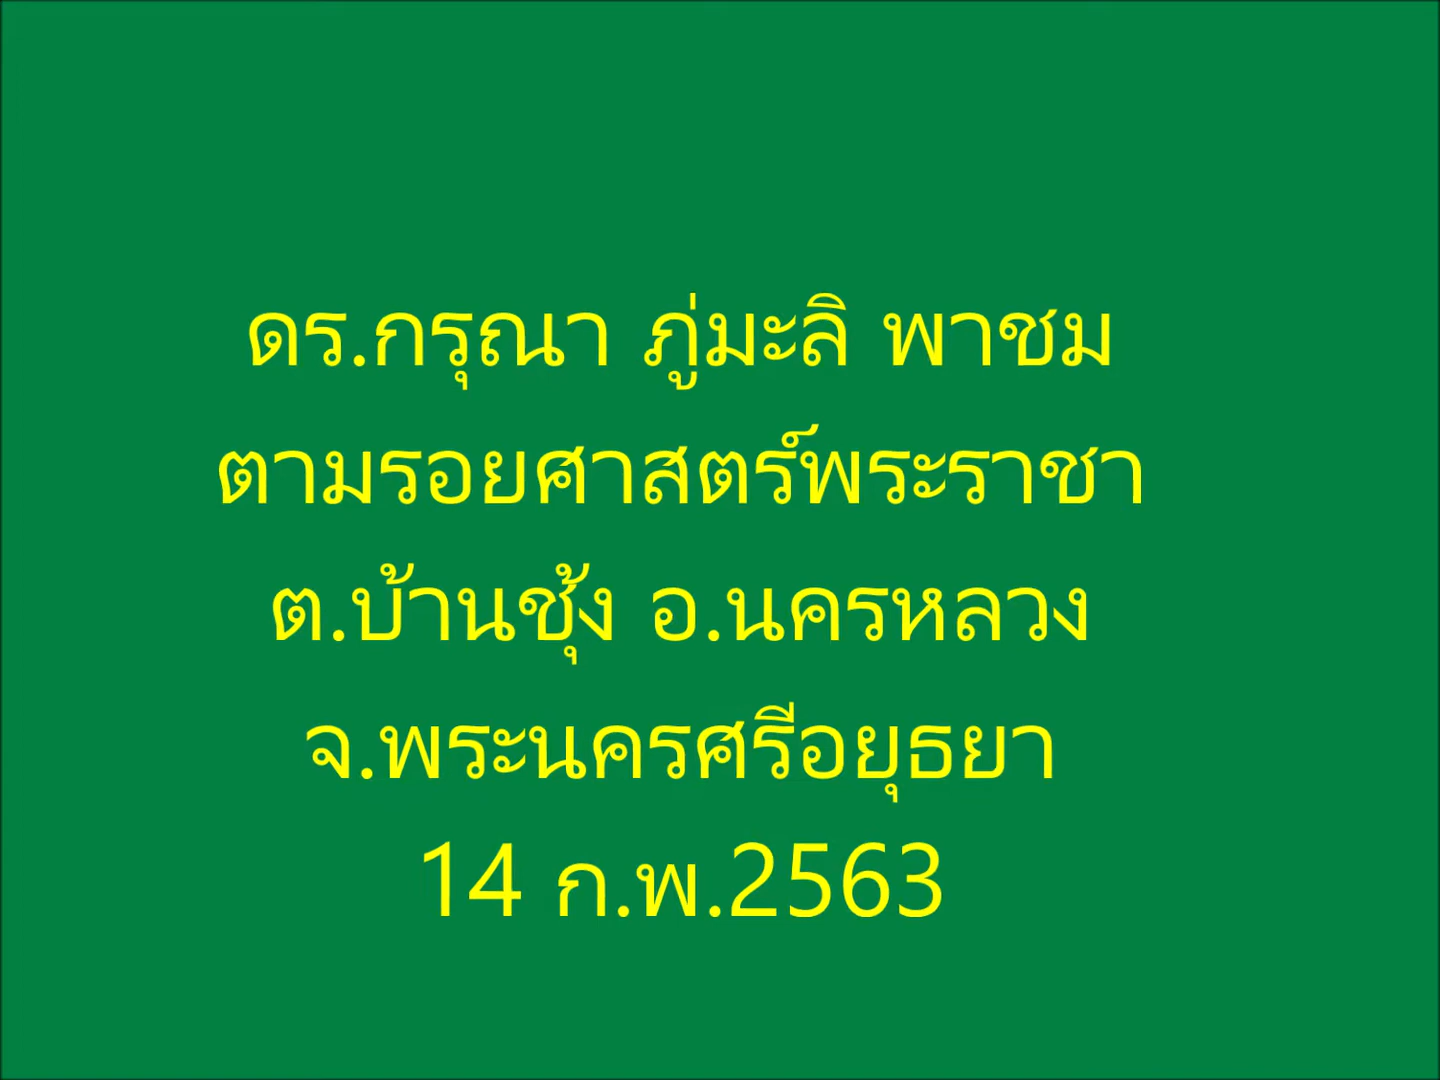 ดร.กรุณา ภู่มะลิ พาชม
ตามรอยศาสตร์พระราชา
ต.บ้านชุ้ง อ.นครหลวง
จ.พระนครศรีอยุธยา
14 ก.พ.2563